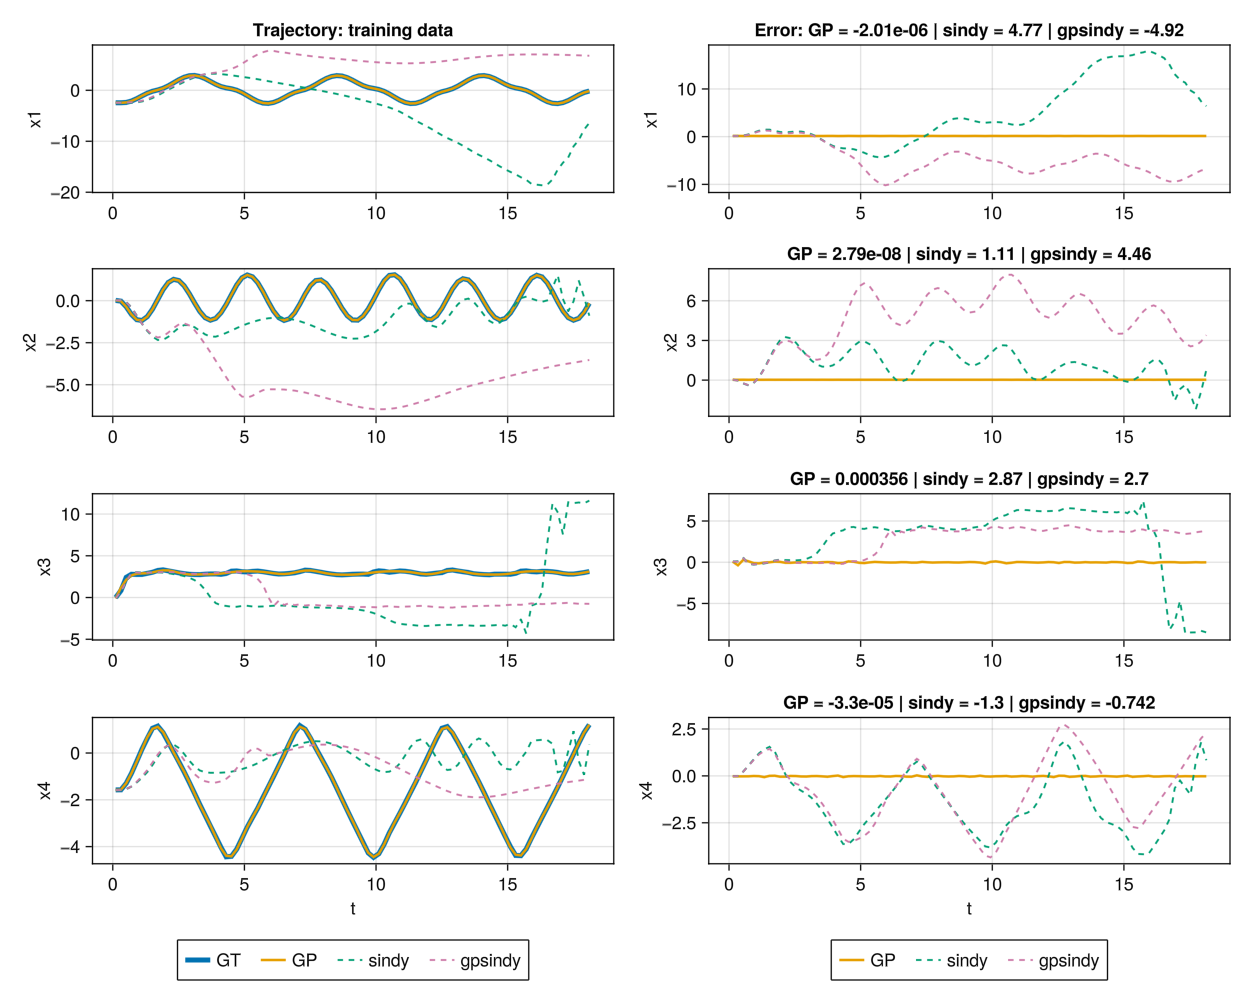 Trajectory: training data
Error: GP = -2.01e-06 | sindy = 4.77 | gpsindy = -4.92
x1
0
−10
−20
0 5 10 15
x1
10
0
−10
0 5 10 15
GP = 2.79e-08 | sindy = 1.11 | gpsindy = 4.46
x2
0.0
−2.5
−5.0
0 5 10 15
x2
6
3
0
0 5 10 15
GP = 0.000356 | sindy = 2.87 | gpsindy = 2.7
x3
10
5
0
−5
0 5 10 15
x3
5
0
−5
0 5 10 15
GP = -3.3e-05 | sindy = -1.3 | gpsindy = -0.742
x4
0
−2
−4
0 5 10 15
t
x4
2.5
0.0
−2.5
0 5 10 15
t
GT GP sindy gpsindy
GP sindy gpsindy